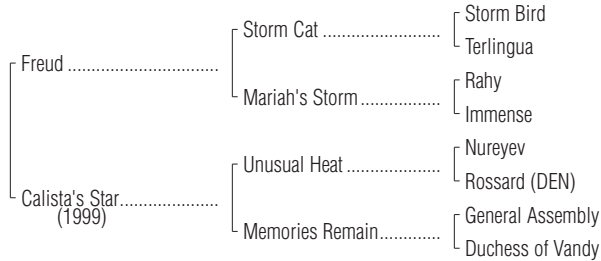 Storm Bird
Storm Cat ........................
Terlingua
Freud ................................
Rahy
Mariah's Storm .................
Immense
Nureyev
Unusual Heat ....................
Rossard (DEN)
Calista's Star.....................
(1999)
General Assembly
Memories Remain.............
Duchess of Vandy